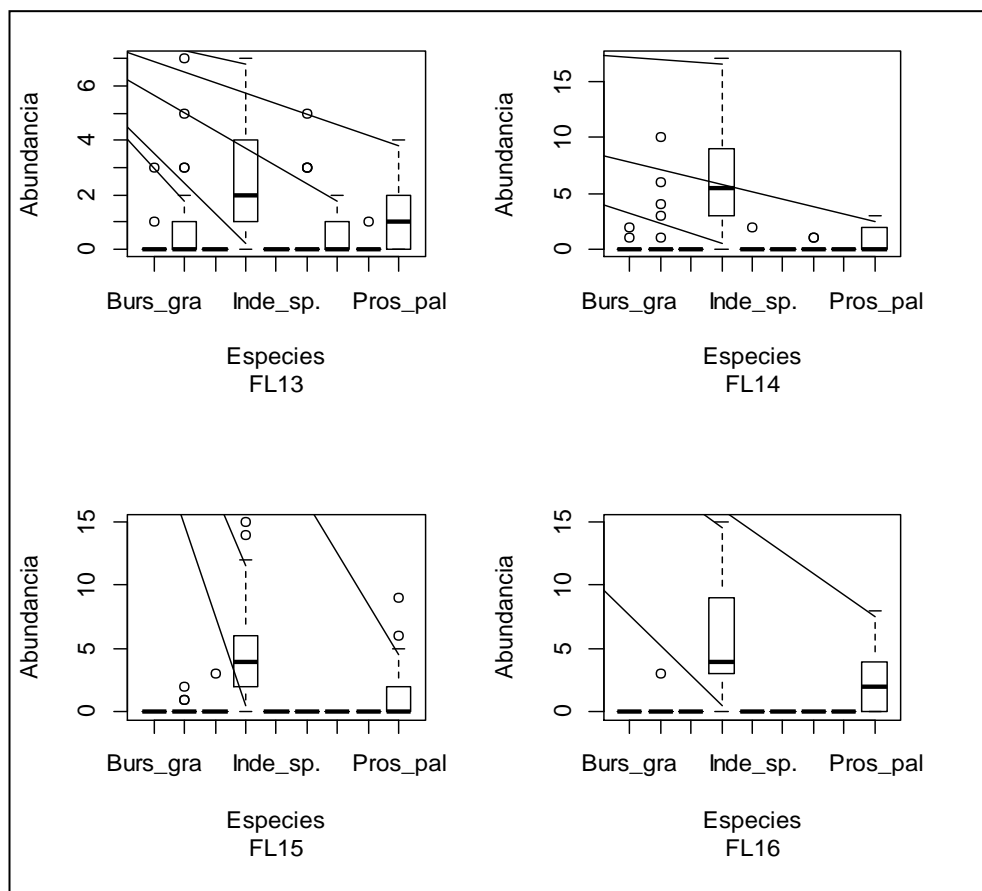 Abundancia
0 2 4 6
Burs_gra Inde_sp. Pros_pal
Especies
FL13
Abundancia
0 5 10 15
Burs_gra Inde_sp. Pros_pal
Especies
FL14
Abundancia
0 5 10 15
Burs_gra Inde_sp. Pros_pal
Especies
FL15
Abundancia
0 5 10 15
Burs_gra Inde_sp. Pros_pal
Especies
FL16